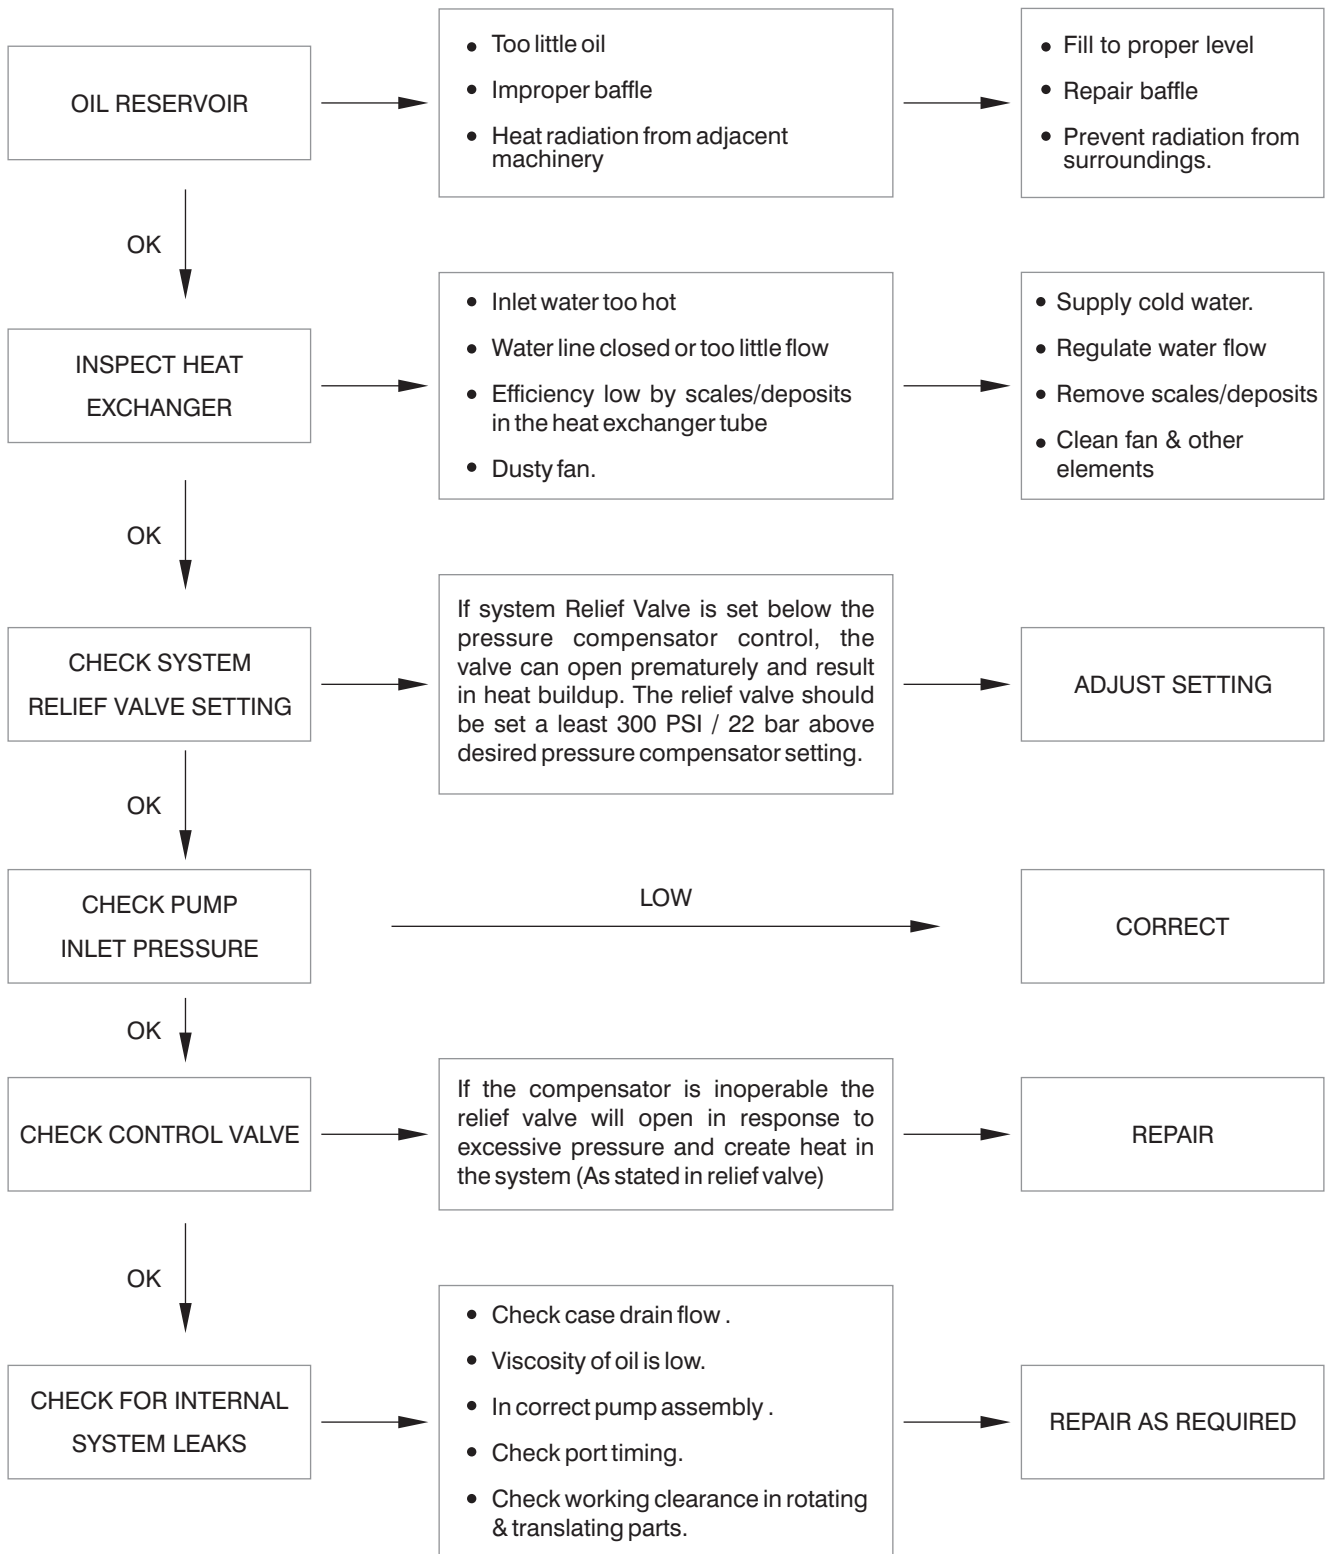 OIL RESERVOIR
• Too little oil
• Improper baffle
• Heat radiation from adjacent
machinery
• Fill to proper level
• Repair baffle
• Prevent radiation from
surroundings.
OK
INSPECT HEAT
EXCHANGER
• Inlet water too hot
• Water line closed or too little flow
• Efficiency low by scales/deposits
in the heat exchanger tube
• Dusty fan.
• Supply cold water.
• Regulate water flow
• Remove scales/deposits
• Clean fan & other
elements
OK
CHECK SYSTEM
RELIEF VALVE SETTING
If system Relief Valve is set below the
pressure compensator control, the
valve can open prematurely and result
in heat buildup. The relief valve should
be set a least 300 PSI / 22 bar above
desired pressure compensator setting.
ADJUST SETTING
OK
CHECK PUMP
INLET PRESSURE
LOW
CORRECT
OK
CHECK CONTROL VALVE
If the compensator is inoperable the
relief valve will open in response to
excessive pressure and create heat in
the system (As stated in relief valve)
REPAIR
OK
CHECK FOR INTERNAL
SYSTEM LEAKS
• Check case drain flow .
• Viscosity of oil is low.
• In correct pump assembly .
• Check port timing.
• Check working clearance in rotating
& translating parts.
REPAIR AS REQUIRED